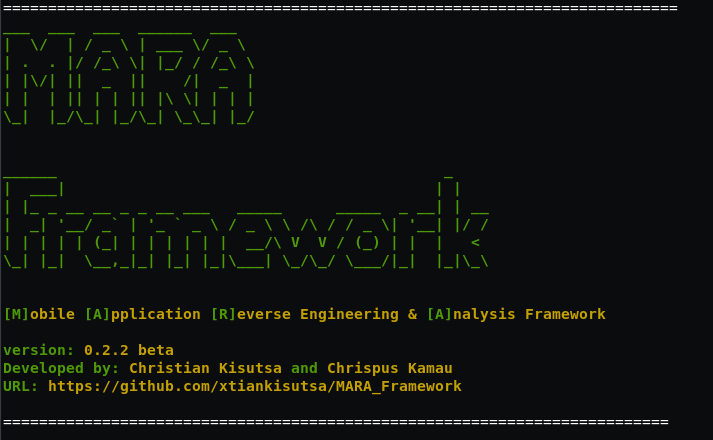 ===========================================================================
MARA
Framework
[M]obile [A]pplication [R]everse Engineering & [A]nalysis Framework
version: 0.2.2 beta
Developed by: Christian Kisutsa and Chrispus Kamau
URL: https://github.com/xtiankisutsa/MARA_Framework
==========================================================================